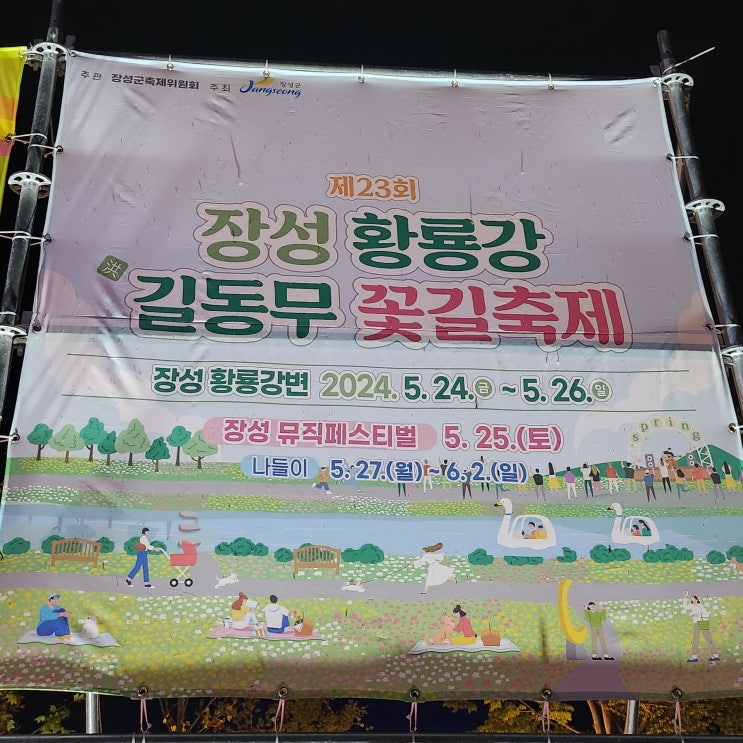 주관 장성군축제위원회 주최 장성군 Jangseong
제23회
장성 황룡강
洪 길동무 꽃길축제
장성 황룡강변 2024. 5. 24.금 ~ 5. 26.일
장성 뮤직페스티벌 5. 25.(토)
나들이 5. 27.(월) ~ 6. 2.(일)
spring